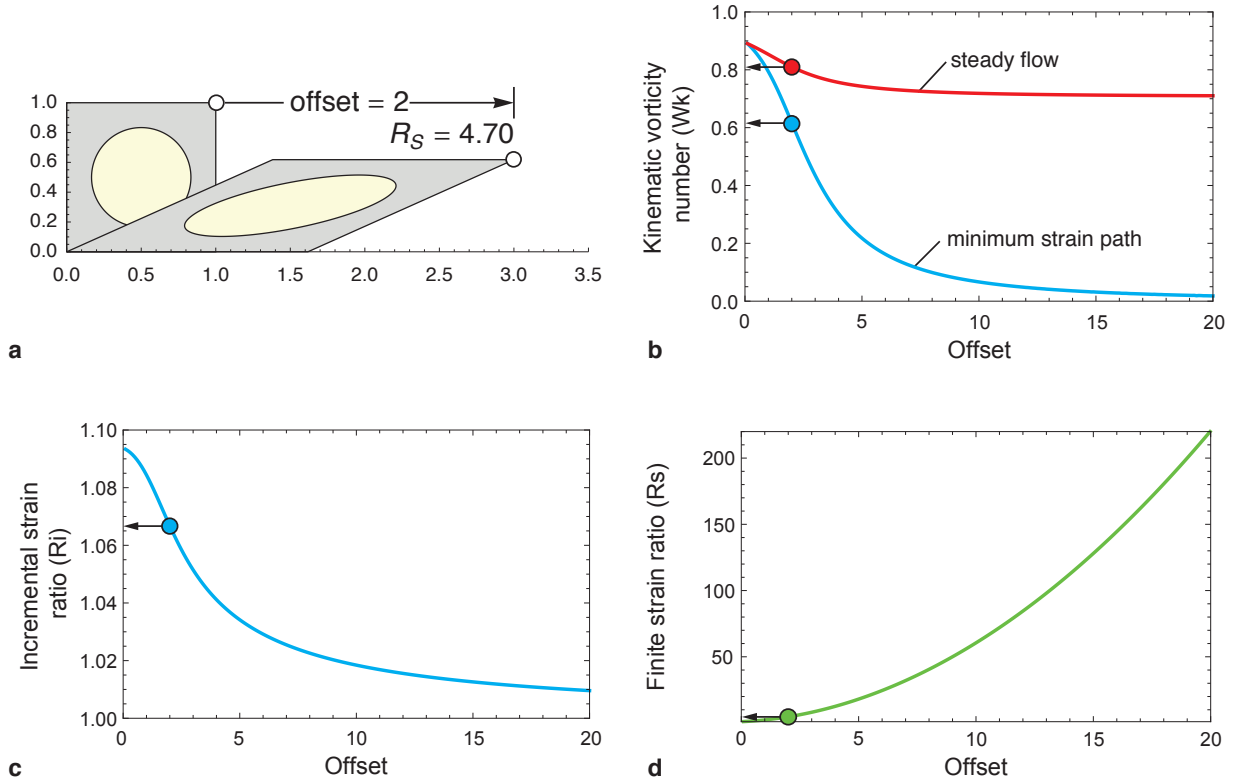 offset = 2
R_S = 4.70
1.0
0.8
0.6
0.4
0.2
0.0
0.0 0.5 1.0 1.5 2.0 2.5 3.0 3.5
a
Kinematic vorticity
number (Wk)
1.0
0.8
0.6
0.4
0.2
0.0
steady flow
minimum strain path
0 5 10 15 20
Offset
b
Incremental strain
ratio (Ri)
1.10
1.08
1.06
1.04
1.02
1.00
0 5 10 15 20
Offset
c
Finite strain ratio (Rs)
200
150
100
50
0 5 10 15 20
Offset
d